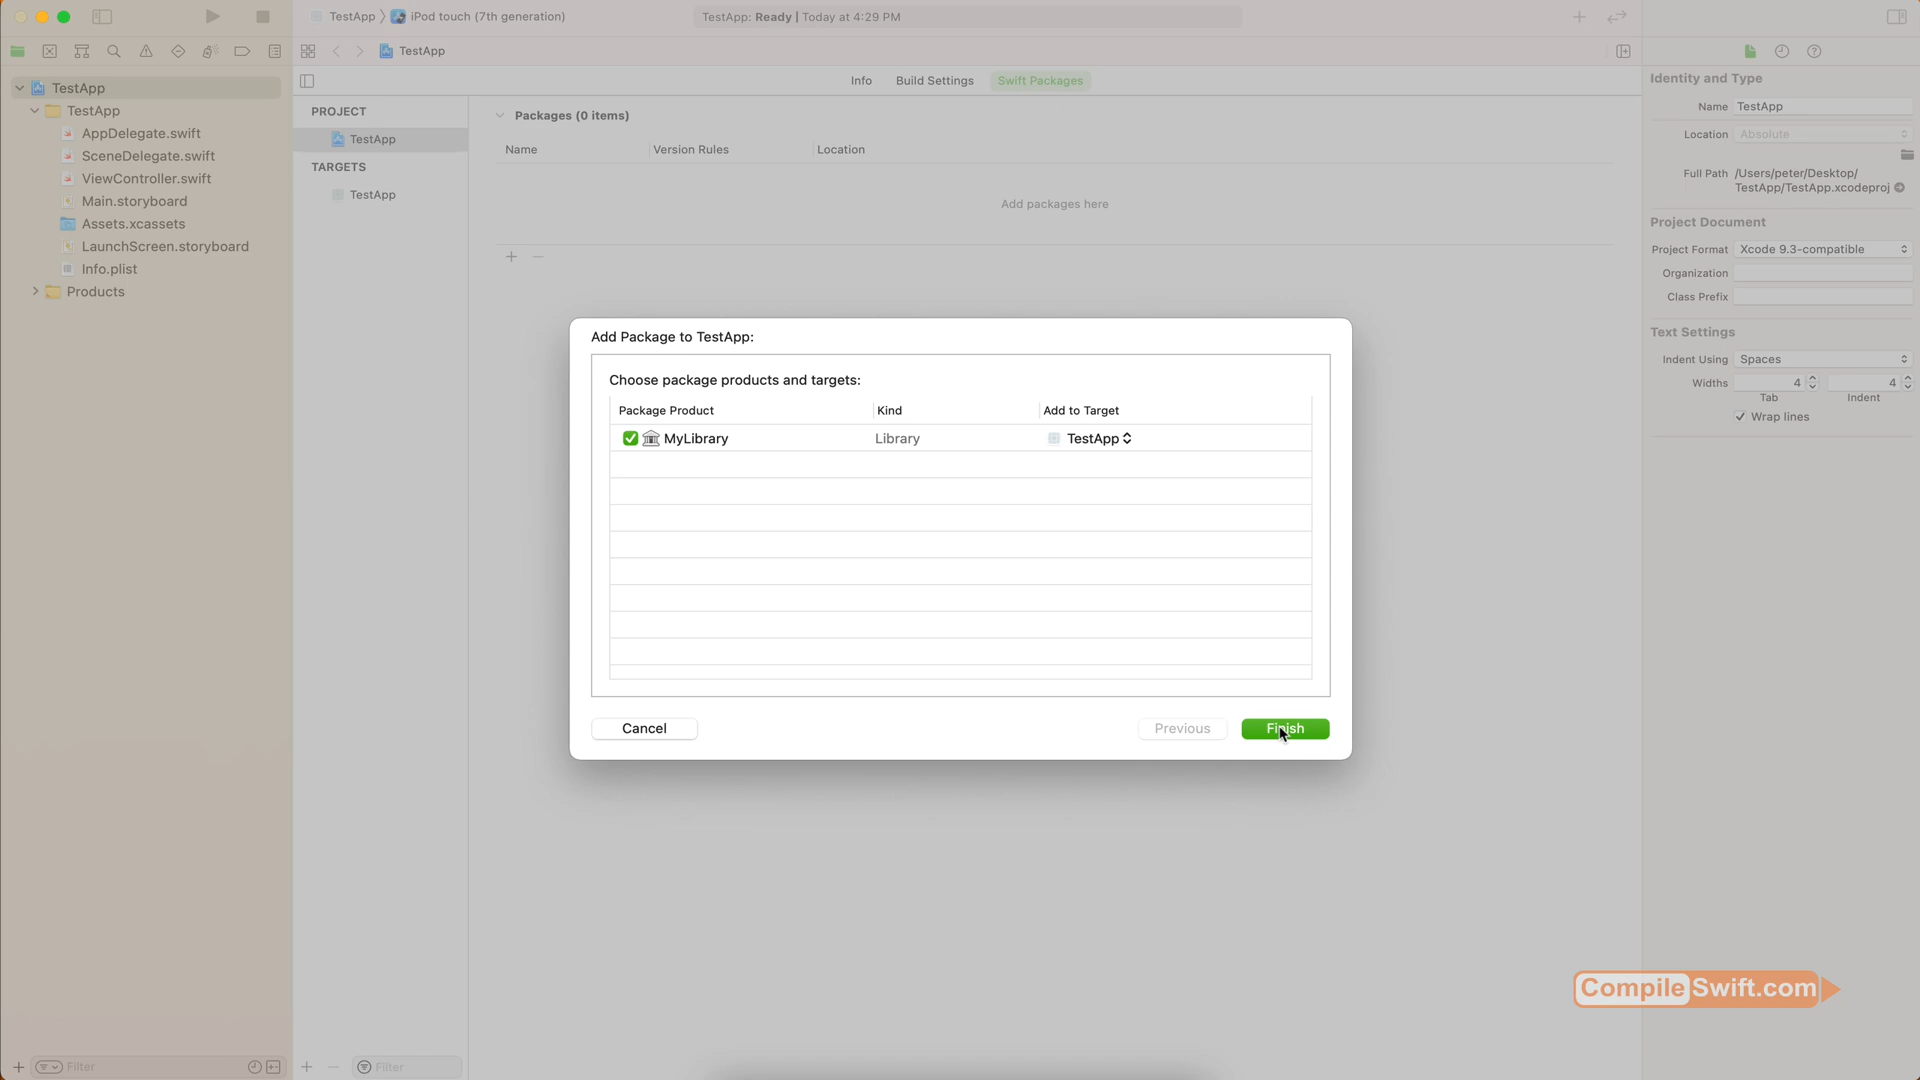 TestApp
iPod touch (7th generation)
TestApp: Ready | Today at 4:29 PM
TestApp
Info
Build Settings
Swift Packages
TestApp
TestApp
AppDelegate.swift
SceneDelegate.swift
ViewController.swift
Main.storyboard
Assets.xcassets
LaunchScreen.storyboard
Info.plist
Products
PROJECT
TestApp
TARGETS
TestApp
Packages (0 items)
Name
Version Rules
Location
Add packages here
Add Package to TestApp:
Choose package products and targets:
Package Product
Kind
Add to Target
MyLibrary
Library
TestApp
Cancel
Previous
Finish
Identity and Type
Name
TestApp
Location
Absolute
Full Path
/Users/peter/Desktop/
TestApp/TestApp.xcodeproj
Project Document
Project Format
Xcode 9.3-compatible
Organization
Class Prefix
Text Settings
Indent Using
Spaces
Widths
4
4
Tab
Indent
Wrap lines
CompileSwift.com
Filter
Filter